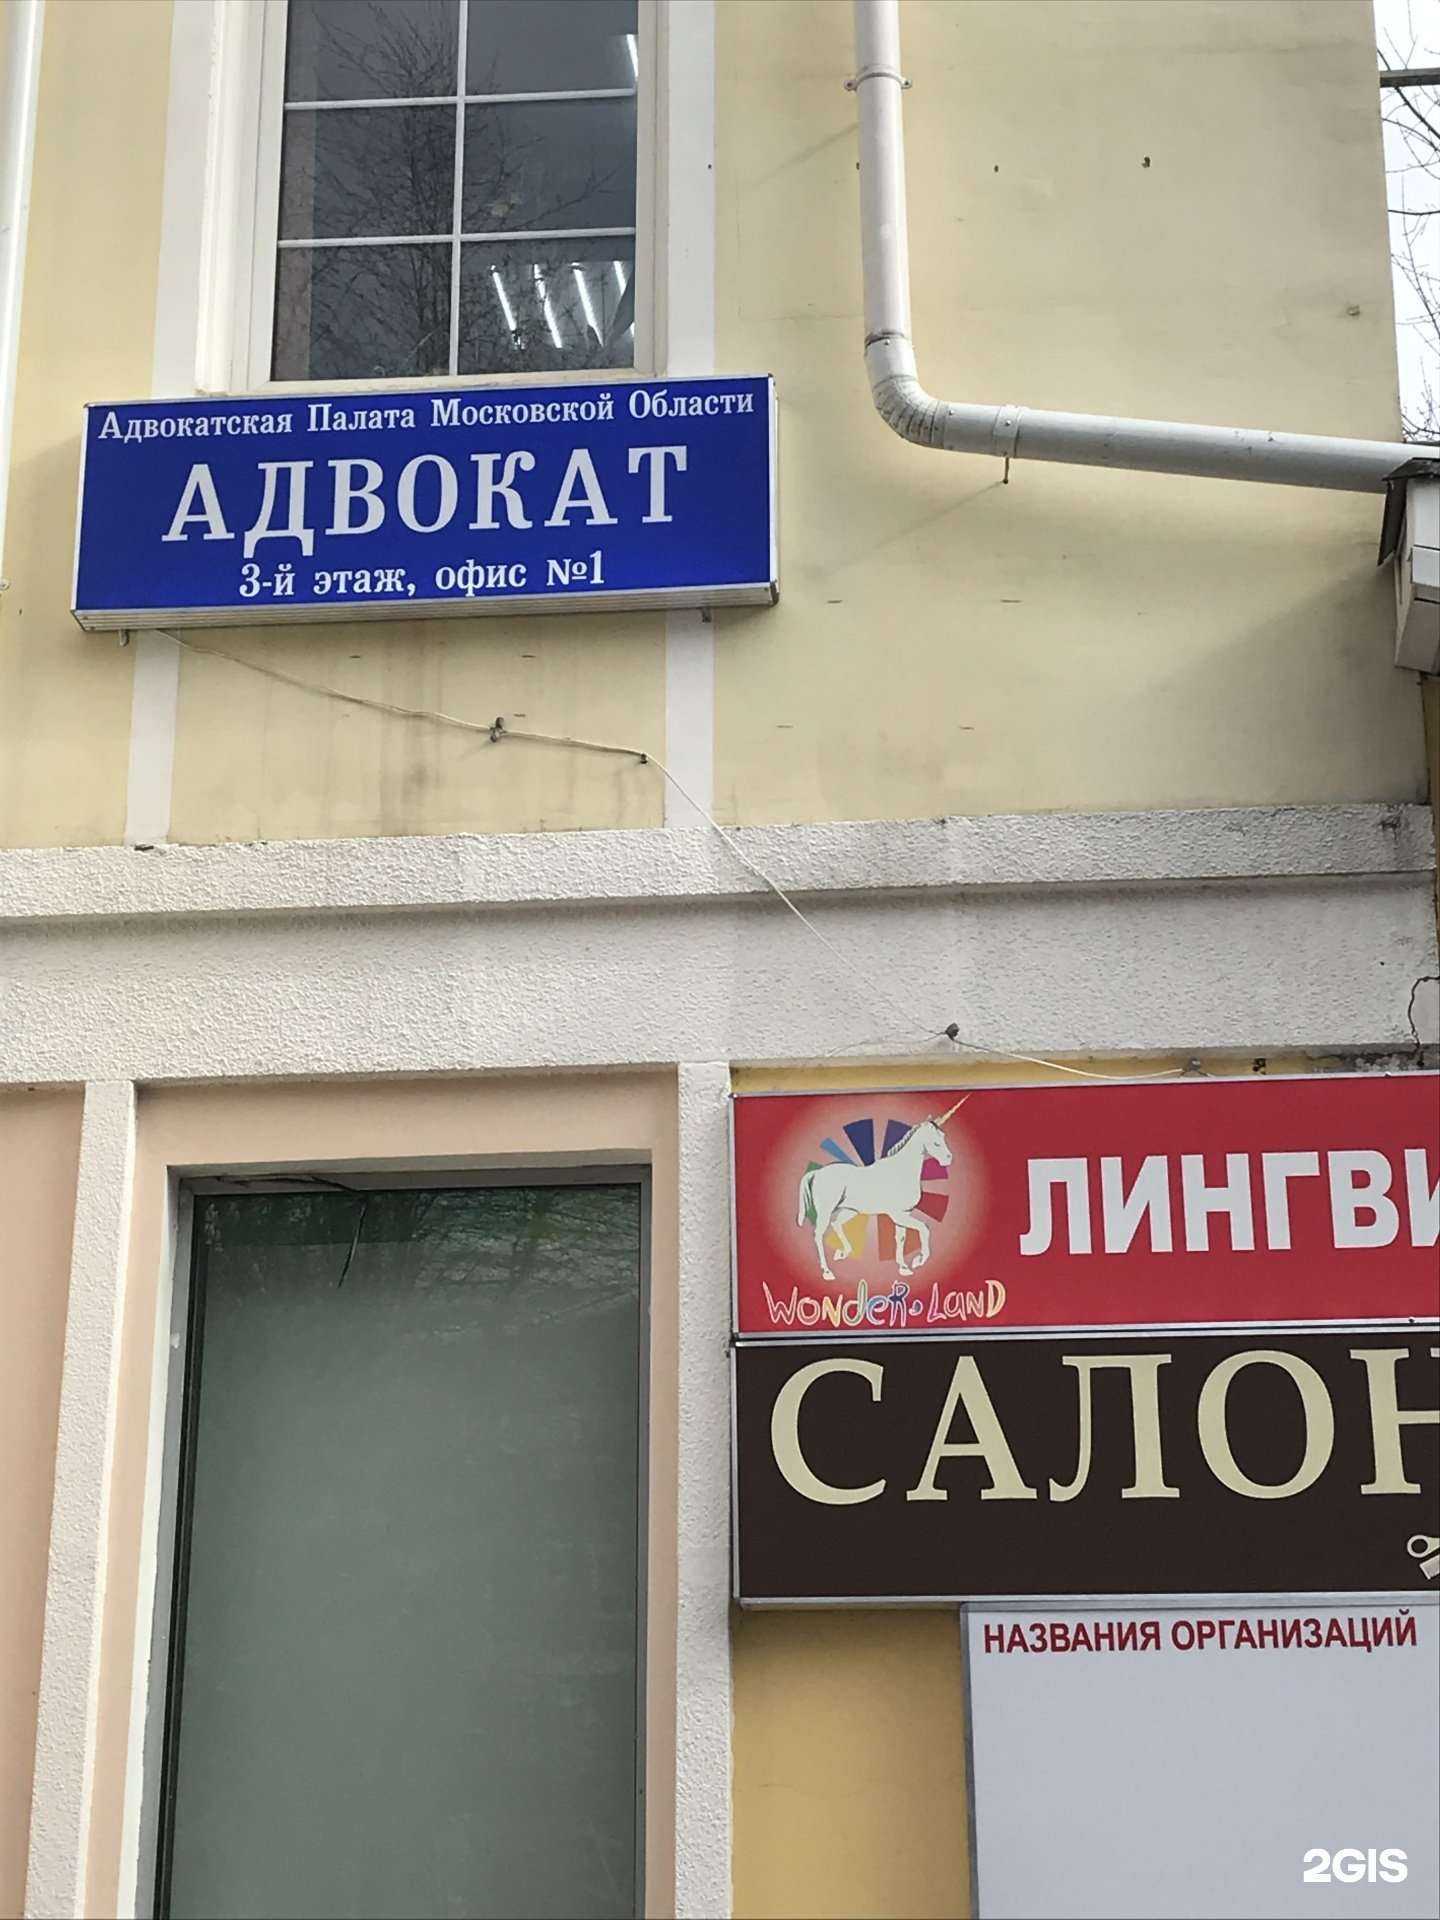 Адвокатская Палата Московской Области
АДВОКАТ
3-й этаж, офис №1
ЛИНГВИ
WONDER LAND
САЛОН
НАЗВАНИЯ ОРГАНИЗАЦИЙ
2GIS